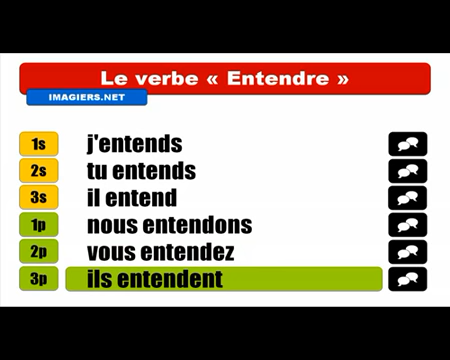 Le verbe « Entendre »
IMAGIERS.NET
1s j'entends
2s tu entends
3s il entend
1p nous entendons
2p vous entendez
3p ils entendent